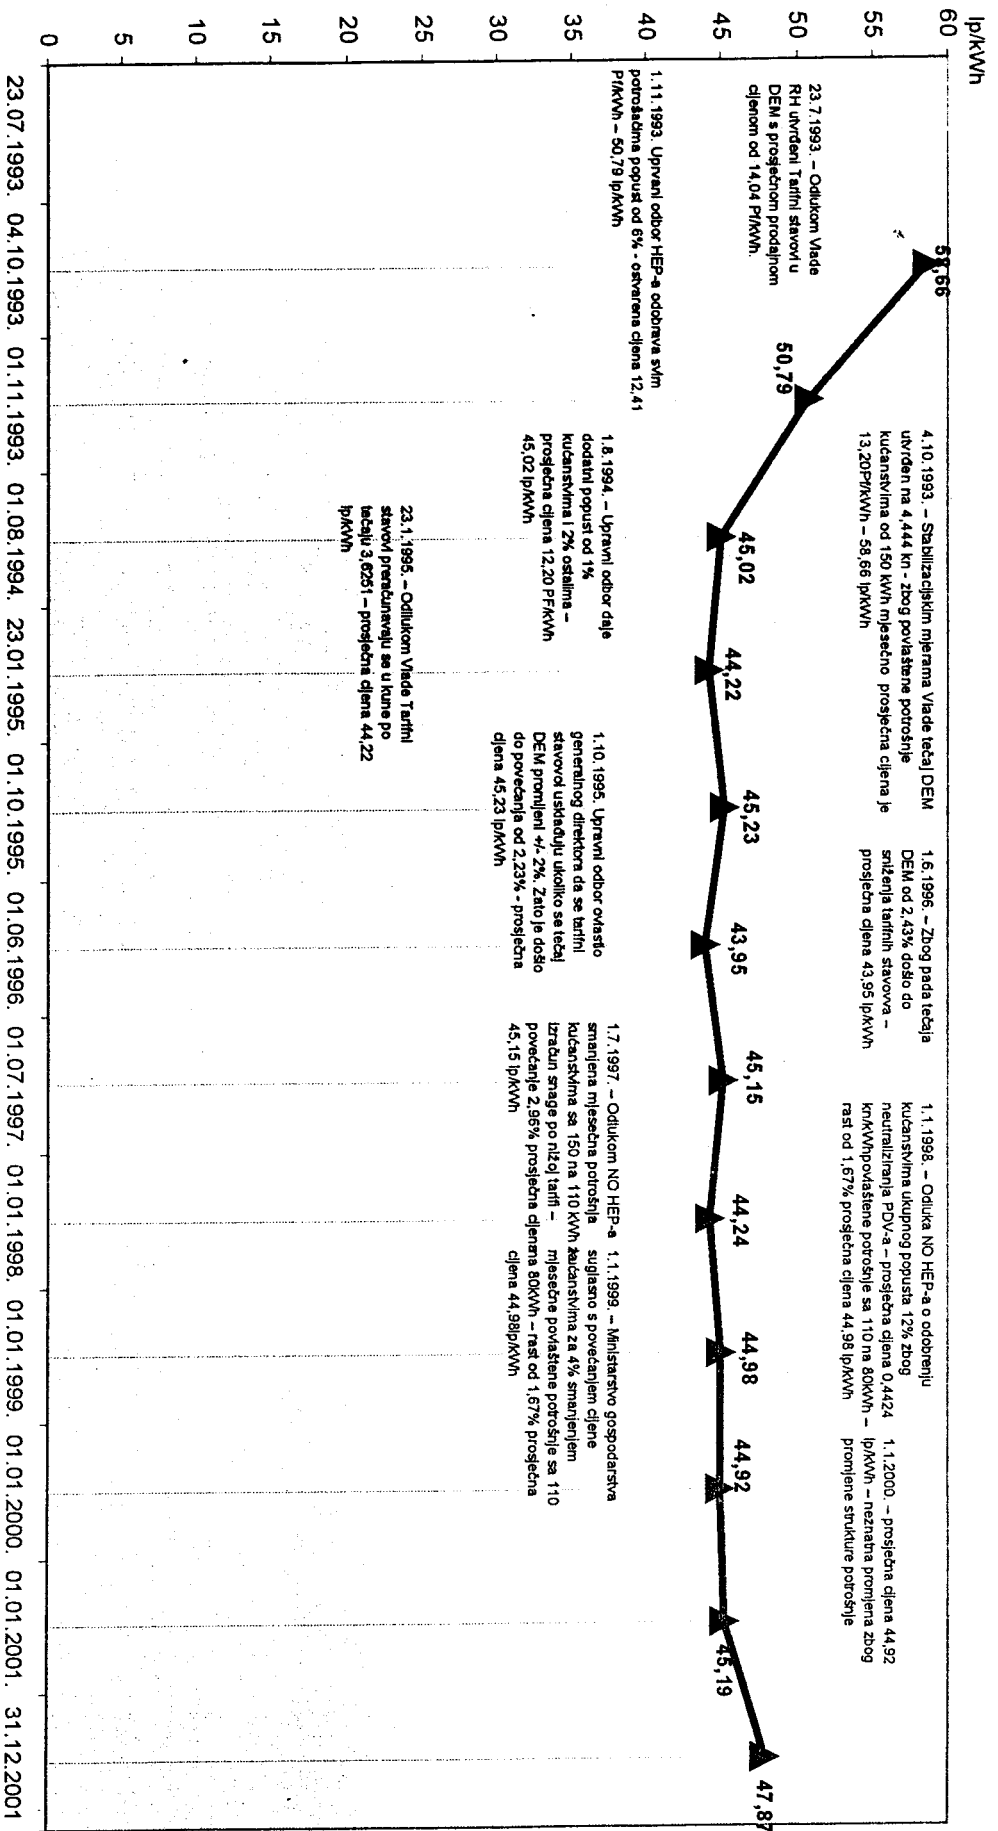 lp/kWh
60
55
50
45
40
35
30
25
20
15
10
5
0
58,66
50,79
45,02
44,22
45,23
43,95
45,15
44,24
44,98
44,92
45,19
47,87
23.7.1993. – Odlukom Vlade
RH utvrđeni Tarifni stavovi u
DEM s prosječnom prodajnom
cijenom od 14,04 Pf/kWh.
4.10.1993. – Stabilizacijskim mjerama Vlade tečaj DEM
utvrđen na 4,444 kn - zbog povlaštene potrošnje
kućanstvima od 150 kWh mjesečno prosječna cijena je
13,20Pf/kWh – 58,66 lp/kWh
1.6.1996. – Zbog pada tečaja
DEM od 2,43% došlo do
sniženja tarifnih stavovva –
prosječna cijena 43,95 lp/kWh
1.1.1998. – Odluka NO HEP-a o odobrenju
kućanstvima ukupnog popusta 12% zbog
neutraliziranja PDV-a – prosječna cijena 0,4424
kn/kWhpovlaštene potrošnje sa 110 na 80kWh –
rast od 1,67% prosječna cijena 44,98 lp/kWh
1.1.2000. – prosječna cijena 44,92
lp/kWh – neznatna promjena zbog
promjene strukture potrošnje
1.11.1993. Uprvani odbor HEP-a odobrava svim
potrošačima popust od 6% - ostvarena cijena 12,41
Pf/kWh – 50,79 lp/kWh
1.8.1994. – Upravni odbor daje
dodatni popust od 1%
kućanstvima i 2% ostalima –
prosječna cijena 12,20 PF/kWh
45,02 lp/kWh
23.1.1995. – Odlukom Vlade Tarifni
stavovi preračunavaju se u kune po
tečaju 3,6251 – prosječna cijena 44,22
lp/kWh
1.10.1995. Upravni odbor ovlastio
generalnog direktora da se tarifni
stavovoi usklađuju ukoliko se tečaj
DEM promijeni +/- 2%. Zato je došlo
do povećanja od 2,23% - prosječna
cijena 45,23 lp/kWh
1.7.1997. – Odlukom NO HEP-a
smanjena mjesečna potrošnja
kućanstvima sa 150 na 110 kWh
izračun snage po nižoj tarifi –
povećanje 2,96% prosječna cijena
45,15 lp/kWh
1.1.1999. – Ministarstvo gospodarstva
suglasno s povećanjem cijene
kućanstvima za 4% smanjenjem
mjesečne povlaštene potrošnje sa 110
na 80kWh – rast od 1,67% prosječna
cijena 44,98lp/kWh
23.07.1993. 04.10.1993. 01.11.1993. 01.08.1994. 23.01.1995. 01.10.1995. 01.06.1996. 01.07.1997. 01.01.1998. 01.01.1999. 01.01.2000. 01.01.2001. 31.12.2001